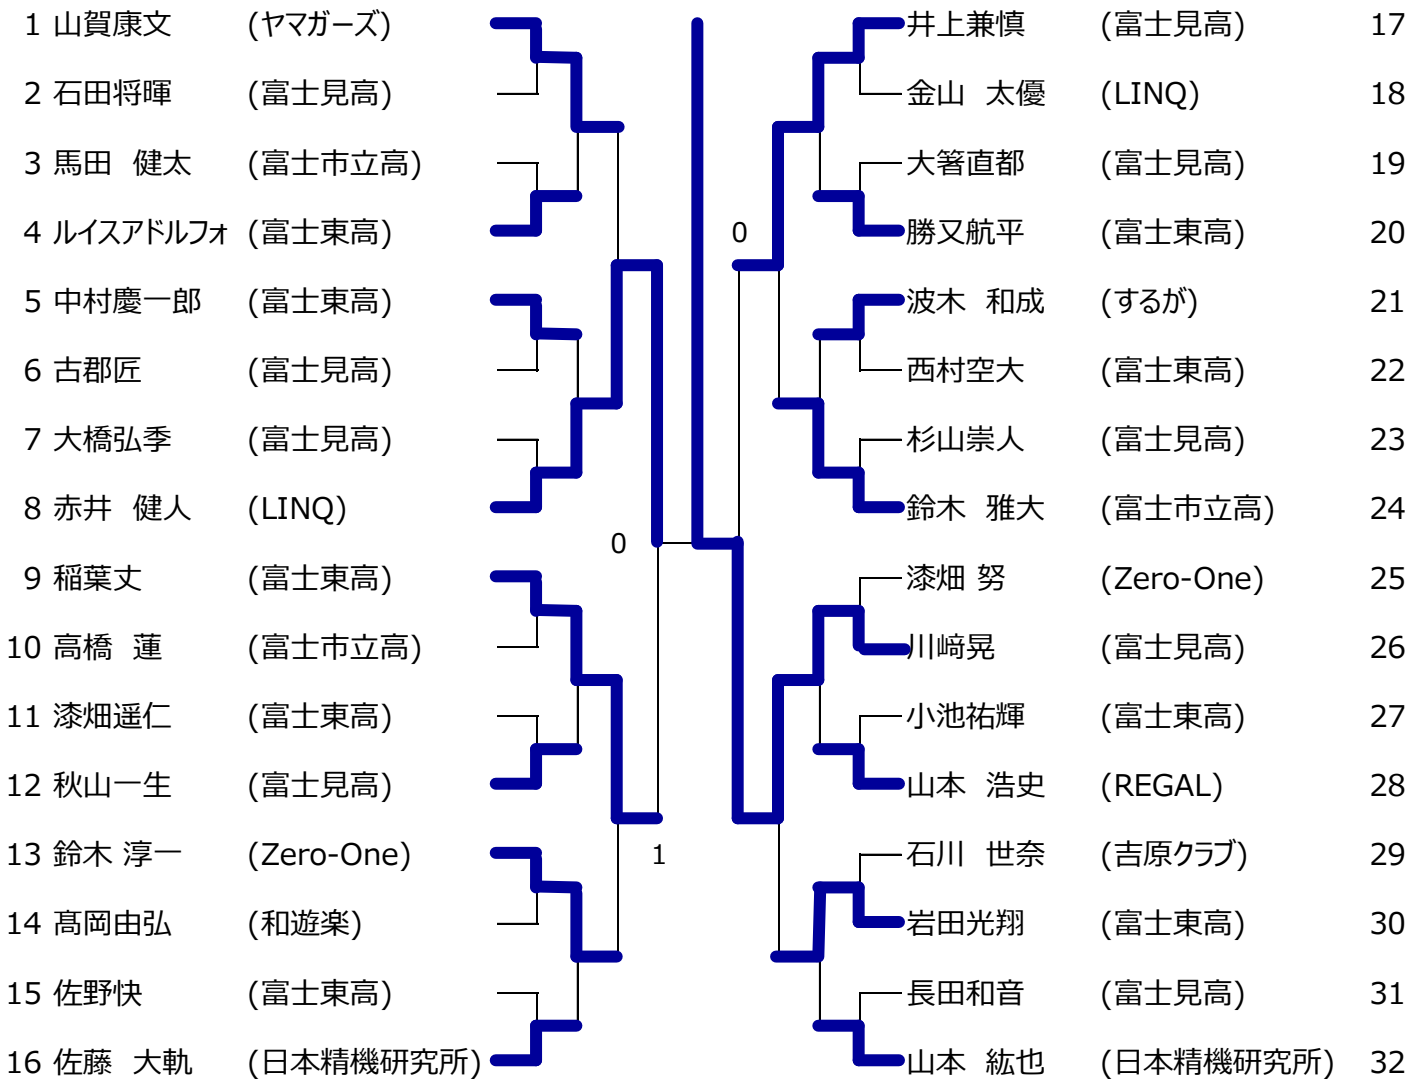 1 山賀康文 (ヤマガーズ) 井上兼慎 (富士見高) 17
2 石田将暉 (富士見高) 金山 太優 (LINQ) 18
3 馬田 健太 (富士市立高) 大箸直都 (富士見高) 19
4 ルイスアドルフォ (富士東高) 0 勝又航平 (富士東高) 20
5 中村慶一郎 (富士東高) 波木 和成 (するが) 21
6 古郡匠 (富士見高) 西村空大 (富士東高) 22
7 大橋弘季 (富士見高) 杉山崇人 (富士見高) 23
8 赤井 健人 (LINQ) 鈴木 雅大 (富士市立高) 24
0
9 稲葉丈 (富士東高) 漆畑 努 (Zero-One) 25
10 高橋 蓮 (富士市立高) 川﨑晃 (富士見高) 26
11 漆畑遥仁 (富士東高) 小池祐輝 (富士東高) 27
12 秋山一生 (富士見高) 山本 浩史 (REGAL) 28
13 鈴木 淳一 (Zero-One) 1 石川 世奈 (吉原クラブ) 29
14 髙岡由弘 (和遊楽) 岩田光翔 (富士東高) 30
15 佐野快 (富士東高) 長田和音 (富士見高) 31
16 佐藤 大軌 (日本精機研究所) 山本 紘也 (日本精機研究所) 32